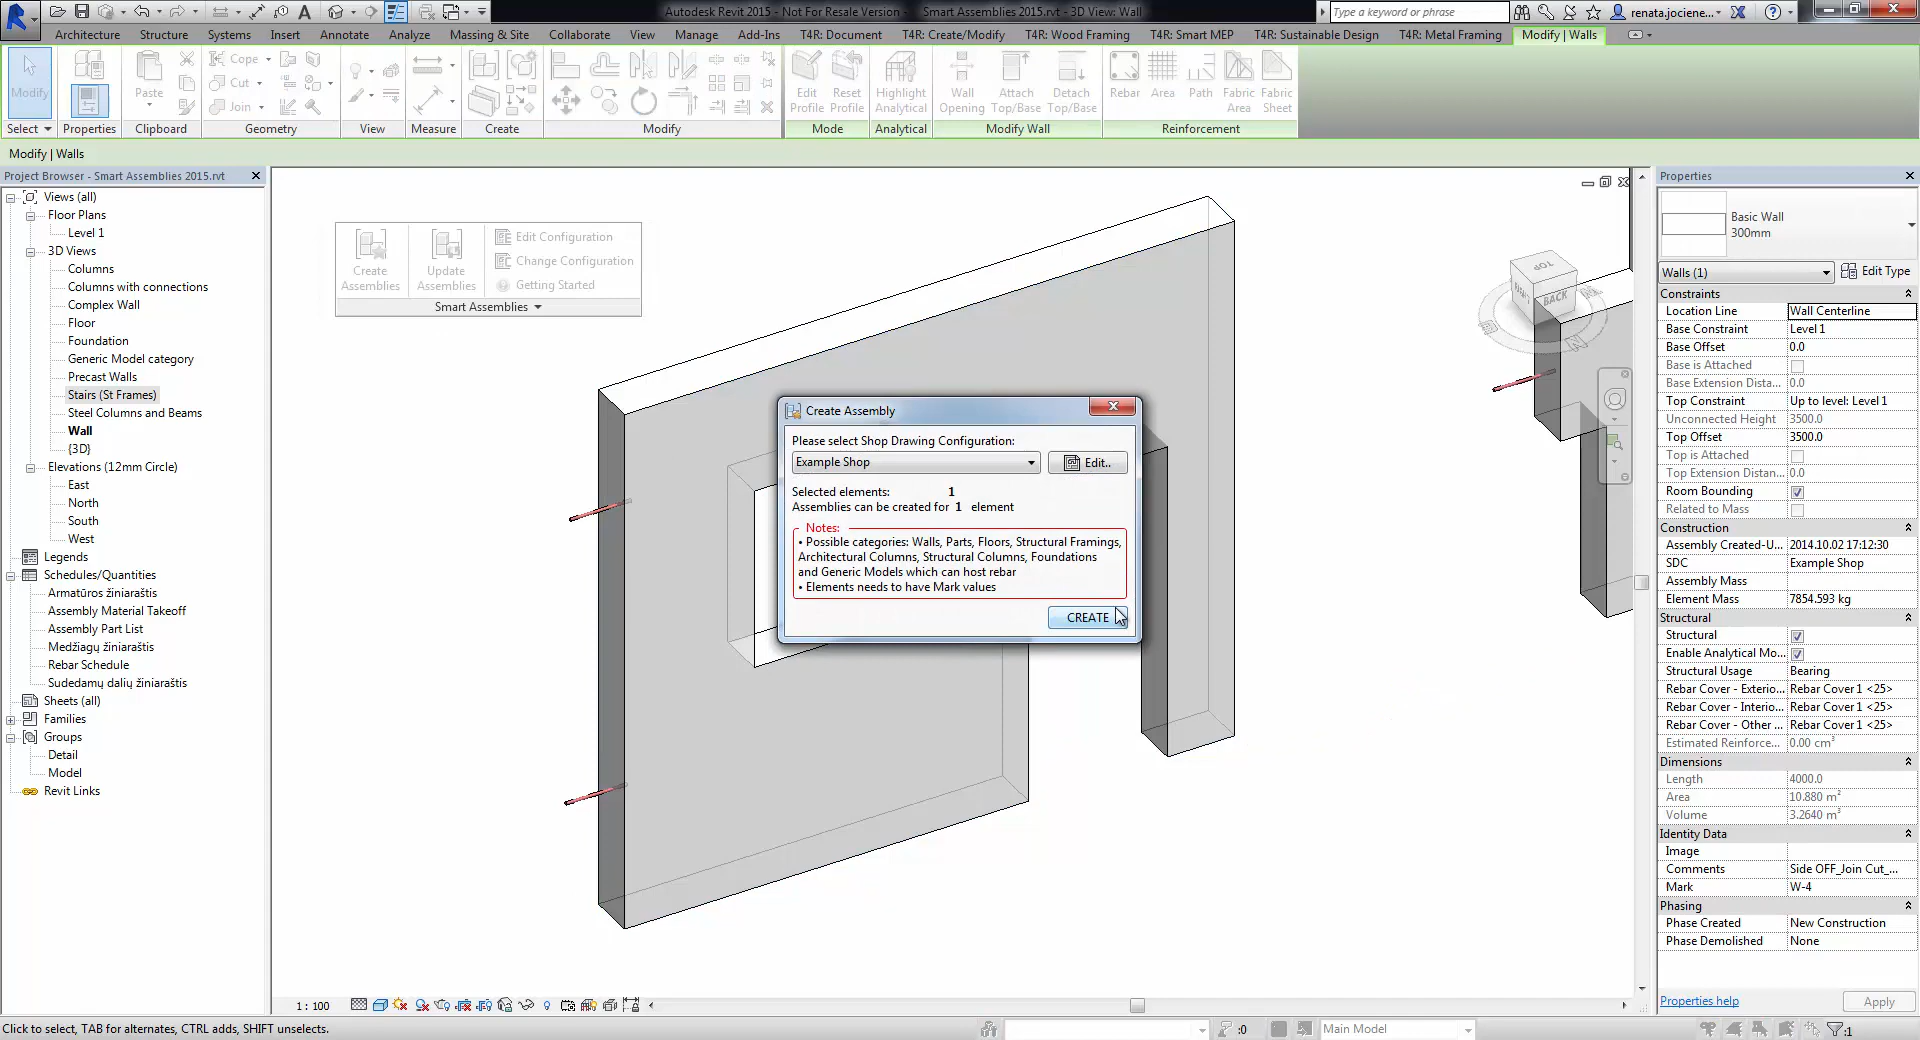 Autodesk Revit 2015 - Not For Resale Version - Smart Assemblies 2015.rvt - 3D View: Wall
Type a keyword or phrase
renata.jociene...
Architecture Structure Systems Insert Annotate Analyze Massing & Site Collaborate View Manage Add-Ins T4R: Document T4R: Create/Modify T4R: Wood Framing T4R: Smart MEP T4R: Sustainable Design T4R: Metal Framing Modify | Walls
Modify
Paste
Cope
Cut
Join
Edit Profile
Reset Profile
Highlight Analytical
Wall Opening
Attach Top/Base
Detach Top/Base
Rebar
Area
Path
Fabric Area
Fabric Sheet
Select Properties Clipboard Geometry View Measure Create Modify Mode Analytical Modify Wall Reinforcement
Modify | Walls
Project Browser - Smart Assemblies 2015.rvt
Views (all)
Floor Plans
Level 1
3D Views
Columns
Columns with connections
Complex Wall
Floor
Foundation
Generic Model category
Precast Walls
Stairs (St Frames)
Steel Columns and Beams
Wall
{3D}
Elevations (12mm Circle)
East
North
South
West
Legends
Schedules/Quantities
Armatūros žiniaraštis
Assembly Material Takeoff
Assembly Part List
Medžiagų žiniaraštis
Rebar Schedule
Sudedamų dalių žiniaraštis
Sheets (all)
Families
Groups
Detail
Model
Revit Links
Create Assemblies
Update Assemblies
Edit Configuration
Change Configuration
Getting Started
Smart Assemblies
TOP
BACK
Create Assembly
Please select Shop Drawing Configuration:
Example Shop
Edit..
Selected elements: 1
Assemblies can be created for 1 element
Notes:
• Possible categories: Walls, Parts, Floors, Structural Framings,
Architectural Columns, Structural Columns, Foundations
and Generic Models which can host rebar
• Elements needs to have Mark values
CREATE
Properties
Basic Wall
300mm
Walls (1)
Edit Type
Constraints
Location Line Wall Centerline
Base Constraint Level 1
Base Offset 0.0
Base is Attached
Base Extension Dista... 0.0
Top Constraint Up to level: Level 1
Unconnected Height 3500.0
Top Offset 3500.0
Top is Attached
Top Extension Distan... 0.0
Room Bounding
Related to Mass
Construction
Assembly Created-U... 2014.10.02 17:12:30
SDC Example Shop
Assembly Mass
Element Mass 7854.593 kg
Structural
Structural
Enable Analytical Mo...
Structural Usage Bearing
Rebar Cover - Exterio... Rebar Cover 1 <25>
Rebar Cover - Interio... Rebar Cover 1 <25>
Rebar Cover - Other ... Rebar Cover 1 <25>
Estimated Reinforce... 0.00 cm³
Dimensions
Length 4000.0
Area 10.880 m²
Volume 3.2640 m³
Identity Data
Image
Comments Side OFF_Join Cut_...
Mark W-4
Phasing
Phase Created New Construction
Phase Demolished None
Properties help
Apply
1 : 100
Click to select, TAB for alternates, CTRL adds, SHIFT unselects.
:0
Main Model
:1